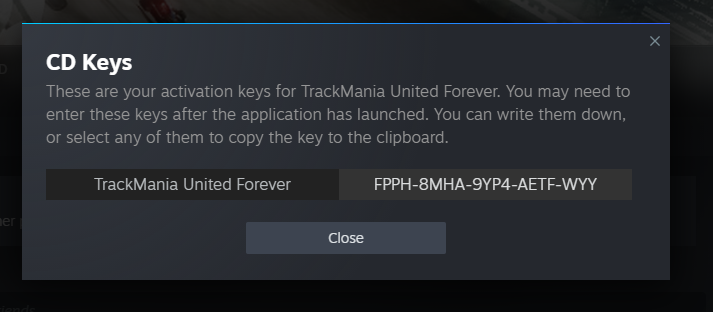 CD Keys
These are your activation keys for TrackMania United Forever. You may need to
enter these keys after the application has launched. You can write them down,
or select any of them to copy the key to the clipboard.
TrackMania United Forever
FPPH-8MHA-9YP4-AETF-WYY
Close